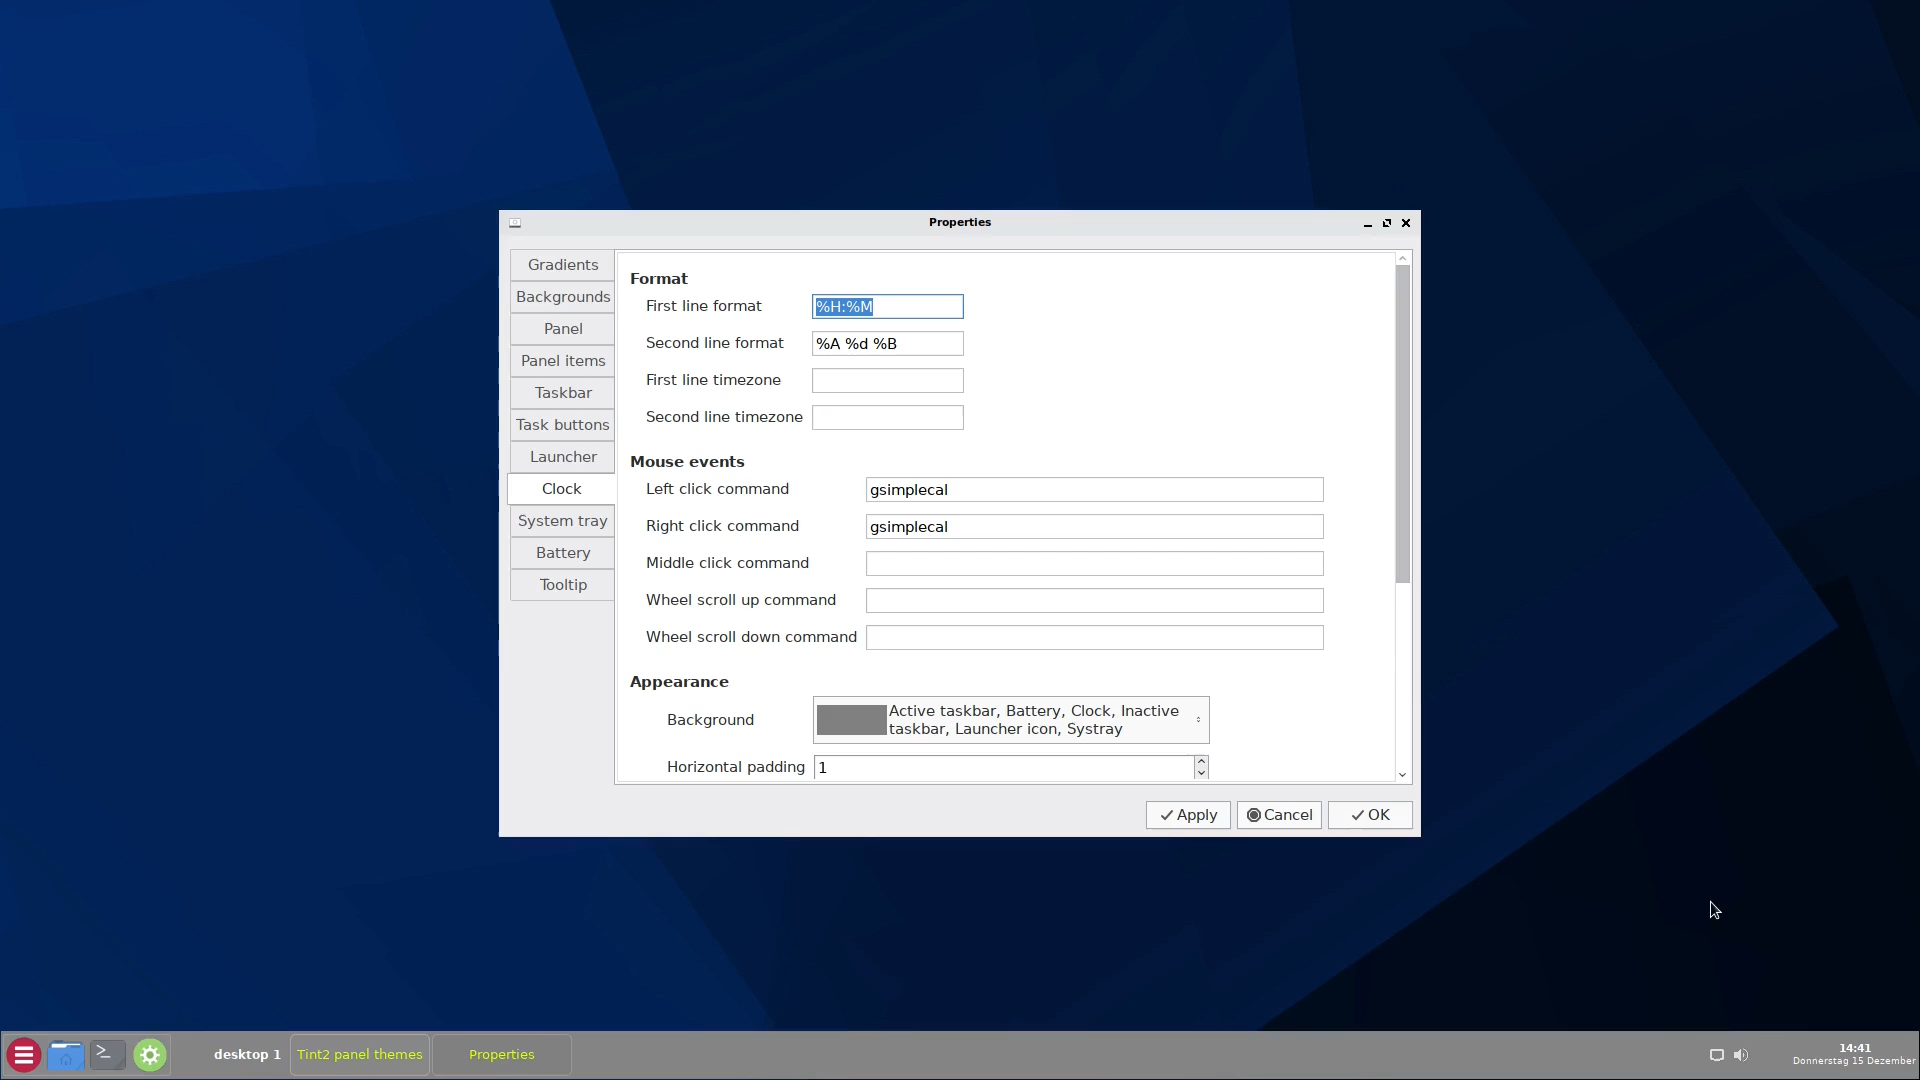 Properties
Gradients
Backgrounds
Panel
Panel items
Taskbar
Task buttons
Launcher
Clock
System tray
Battery
Tooltip
Format
First line format %H:%M
Second line format %A %d %B
First line timezone
Second line timezone
Mouse events
Left click command gsimplecal
Right click command gsimplecal
Middle click command
Wheel scroll up command
Wheel scroll down command
Appearance
Background Active taskbar, Battery, Clock, Inactive
taskbar, Launcher icon, Systray
Horizontal padding 1
Apply Cancel OK
desktop 1 Tint2 panel themes Properties
14:41
Donnerstag 15 Dezember